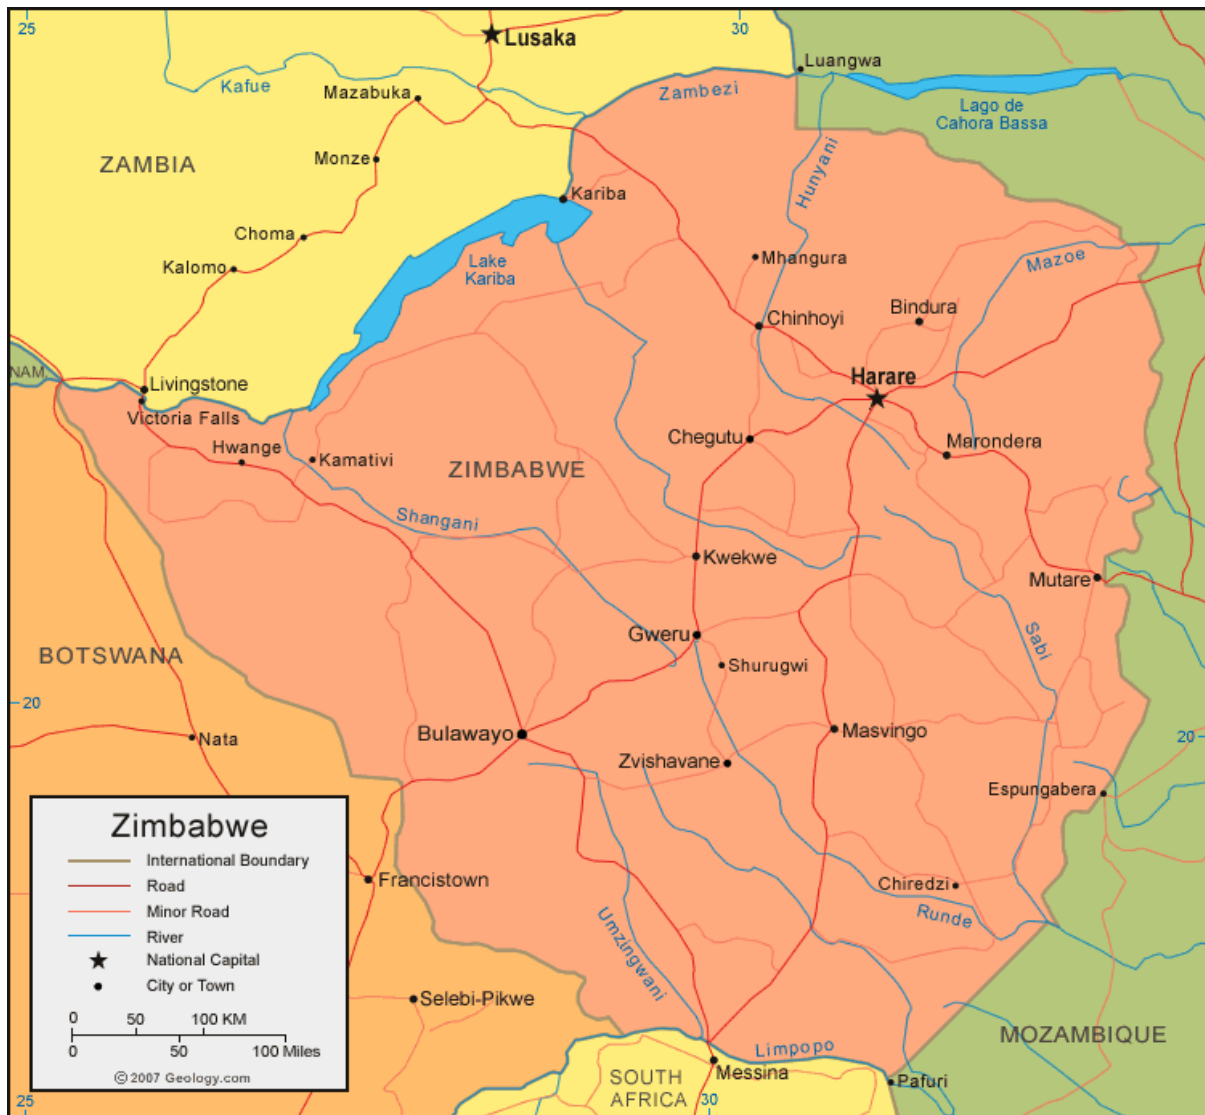 25
30
Lusaka
Luangwa
Kafue
Mazabuka
Zambezi
Lago de
Cahora Bassa
ZAMBIA
Monze
Hunyani
Kariba
Choma
Lake
Kariba
Mhangura
Mazoe
Kalomo
Bindura
Chinhoyi
NAM.
Livingstone
Harare
Victoria Falls
Hwange
Kamativi
ZIMBABWE
Chegutu
Marondera
Shangani
Kwekwe
Mutare
Gweru
Sabi
BOTSWANA
Shurugwi
20
Nata
Bulawayo
Masvingo
20
Zvishavane
Espungabera
Zimbabwe
International Boundary
Road
Minor Road
River
National Capital
City or Town
0 50 100 KM
0 50 100 Miles
© 2007 Geology.com
Francistown
Chiredzi
Runde
Umzingwani
Selebi-Pikwe
MOZAMBIQUE
Limpopo
Messina
SOUTH
AFRICA
Pafuri
25
30